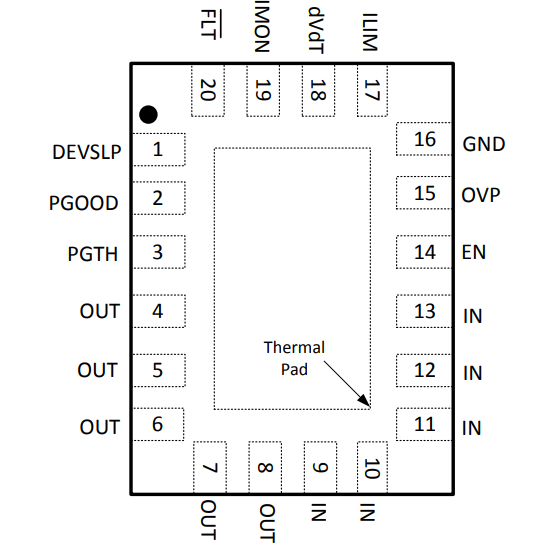 FLT
IMON
dVdT
ILIM
20
19
18
17
DEVSLP 1
16 GND
PGOOD 2
15 OVP
PGTH 3
14 EN
OUT 4
13 IN
Thermal
Pad
OUT 5
12 IN
OUT 6
11 IN
7
8
9
10
OUT
OUT
IN
IN